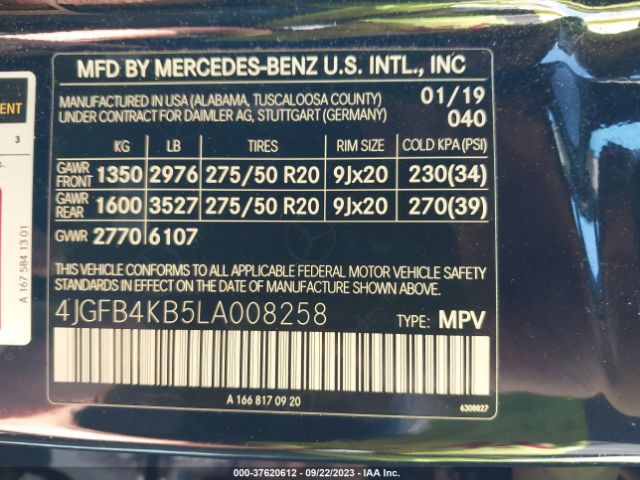 MFD BY MERCEDES-BENZ U.S. INTL., INC
MANUFACTURED IN USA (ALABAMA, TUSCALOOSA COUNTY) 01/19
UNDER CONTRACT FOR DAIMLER AG, STUTTGART (GERMANY) 040
KG LB TIRES RIM SIZE COLD KPA (PSI)
GAWR FRONT 1350 2976 275/50 R20 9Jx20 230(34)
GAWR REAR 1600 3527 275/50 R20 9Jx20 270(39)
GVWR 2770 6107
THIS VEHICLE CONFORMS TO ALL APPLICABLE FEDERAL MOTOR VEHICLE SAFETY
STANDARDS IN EFFECT ON THE DATE OF MANUFACTURE SHOWN ABOVE.
4JGFB4KB5LA008258 TYPE: MPV
A 166 817 09 20
6308827
3
A 167 584 13 01
000-37620612 - 09/22/2023 - IAA Inc.